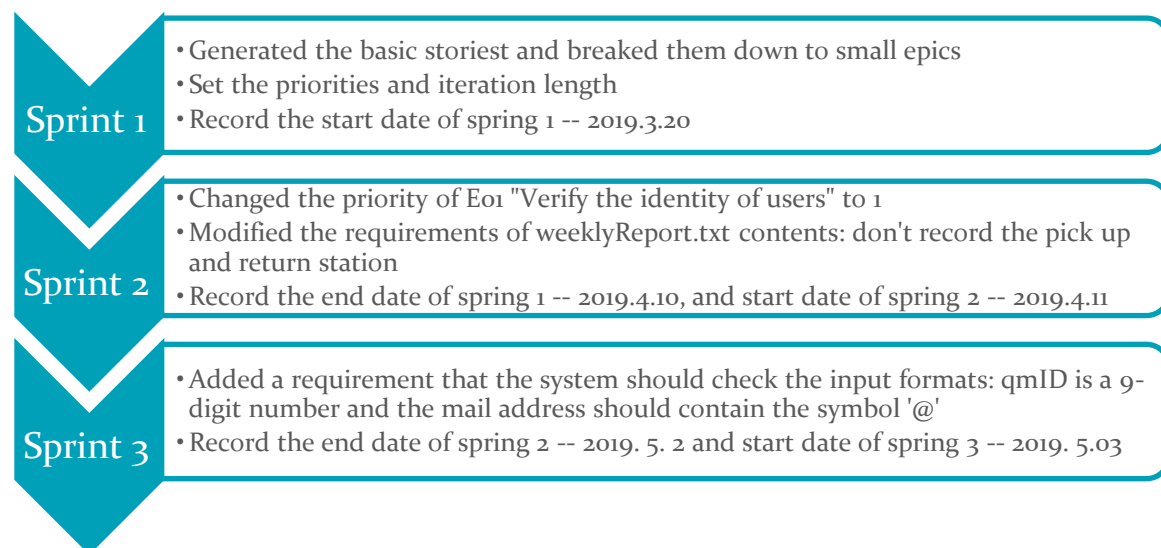 Sprint 1
•Generated the basic storiest and breaked them down to small epics
•Set the priorities and iteration length
•Record the start date of spring 1 -- 2019.3.20
Sprint 2
•Changed the priority of E01 "Verify the identity of users" to 1
•Modified the requirements of weeklyReport.txt contents: don't record the pick up
and return station
•Record the end date of spring 1 -- 2019.4.10, and start date of spring 2 -- 2019.4.11
Sprint 3
•Added a requirement that the system should check the input formats: qmID is a 9-
digit number and the mail address should contain the symbol '@'
•Record the end date of spring 2 -- 2019. 5. 2 and start date of spring 3 -- 2019. 5.03